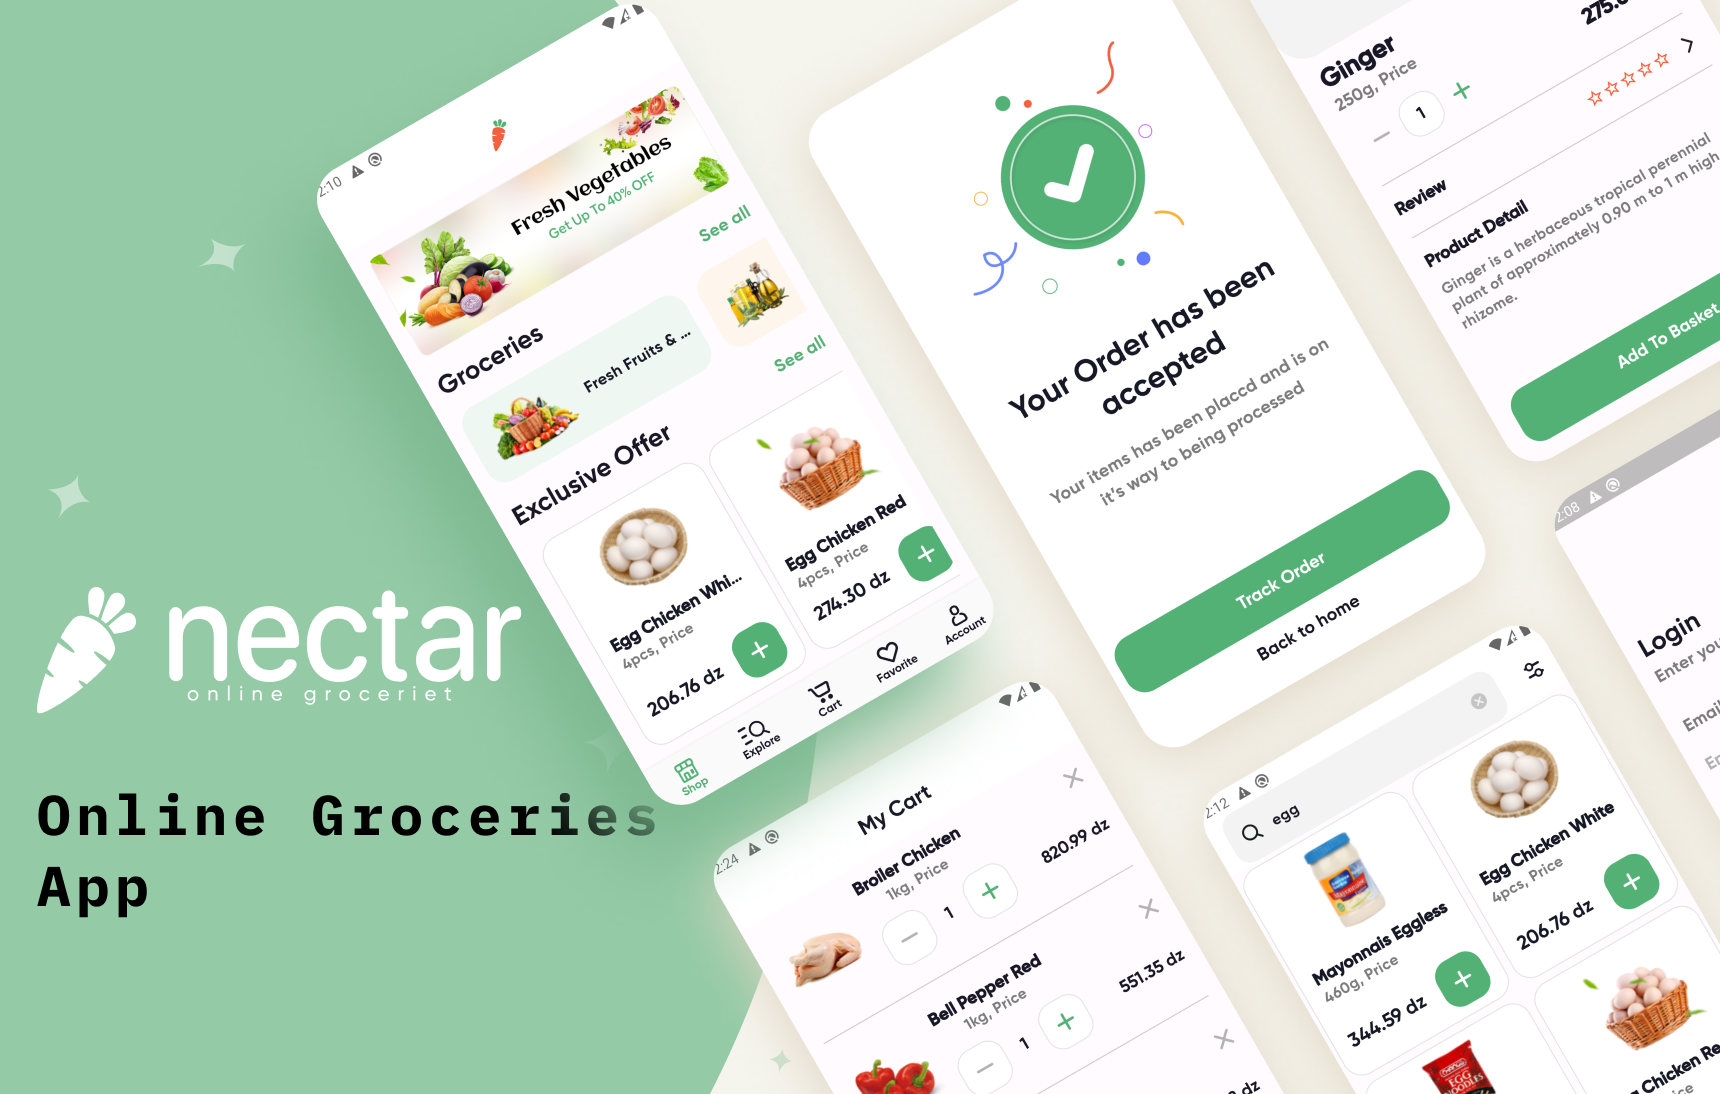 nectar
online groceriet
Online Groceries
App
2:10
Fresh Vegetables
Get Up To 40% OFF
Groceries
See all
Fresh Fruits & ...
Exclusive Offer
See all
Egg Chicken Whi...
4pcs, Price
206.76 dz
Egg Chicken Red
4pcs, Price
274.30 dz
Shop
Explore
Cart
Favorite
Account
Your Order has been
accepted
Your items has been placcd and is on
it's way to being processed
Track Order
Back to home
Ginger
250g, Price
1
Review
Product Detail
Ginger is a herbaceous tropical perennial
plant of approximately 0.90 m to 1 m high
rhizome.
Add To Basket
2:08
Login
Enter
2:24
My Cart
Broiler Chicken
1kg, Price
1
820.99 dz
Bell Pepper Red
1kg, Price
1
551.35 dz
dz
2:12
egg
Mayonnais Eggless
460g, Price
344.59 dz
Egg Chicken White
4pcs, Price
206.76 dz
EGG
NOODLES
Chicken